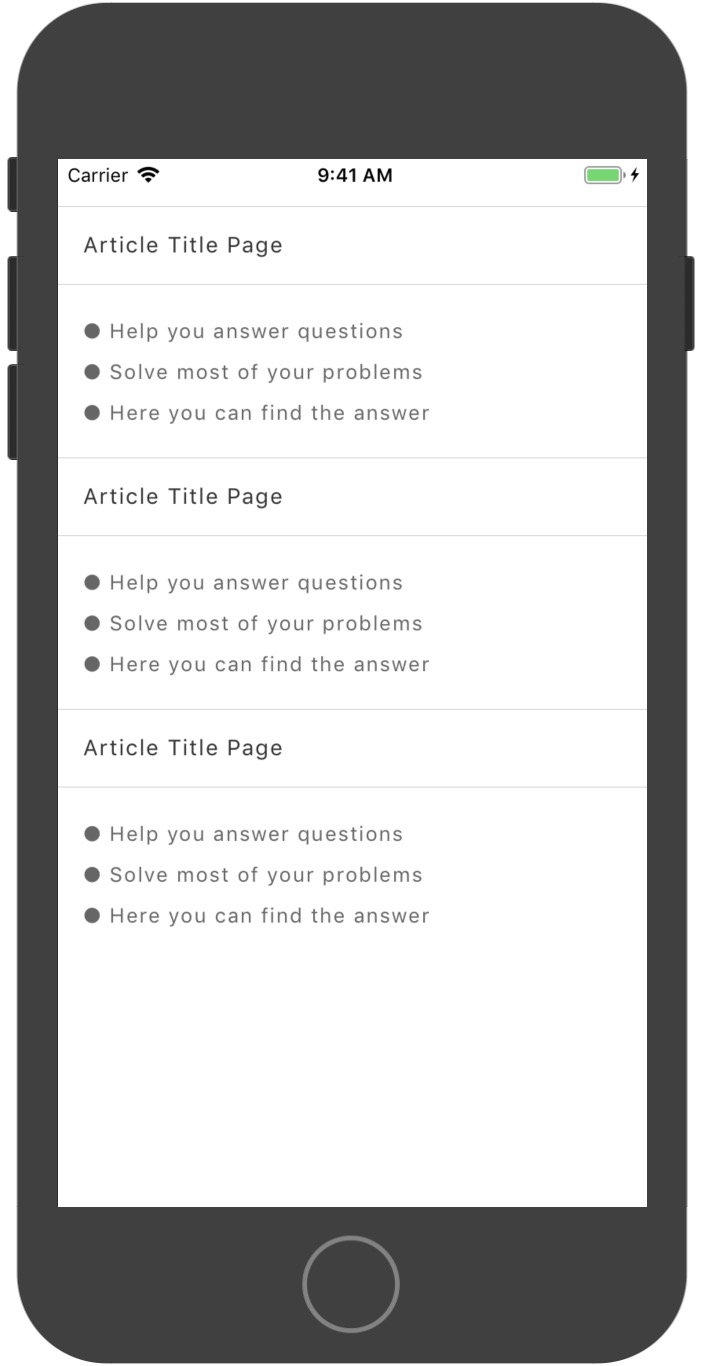 Carrier 9:41 AM
Article Title Page
● Help you answer questions
● Solve most of your problems
● Here you can find the answer
Article Title Page
● Help you answer questions
● Solve most of your problems
● Here you can find the answer
Article Title Page
● Help you answer questions
● Solve most of your problems
● Here you can find the answer